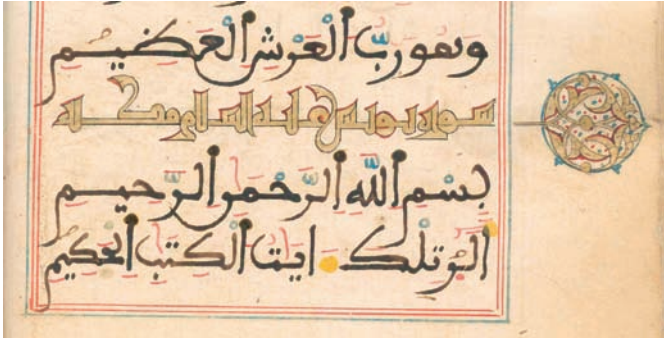 وهو رب العرش العظيم
سورة يونس عليه السلام مكية
بسم الله الرحمن الرحيم
الر تلك ايت الكتب الحكيم